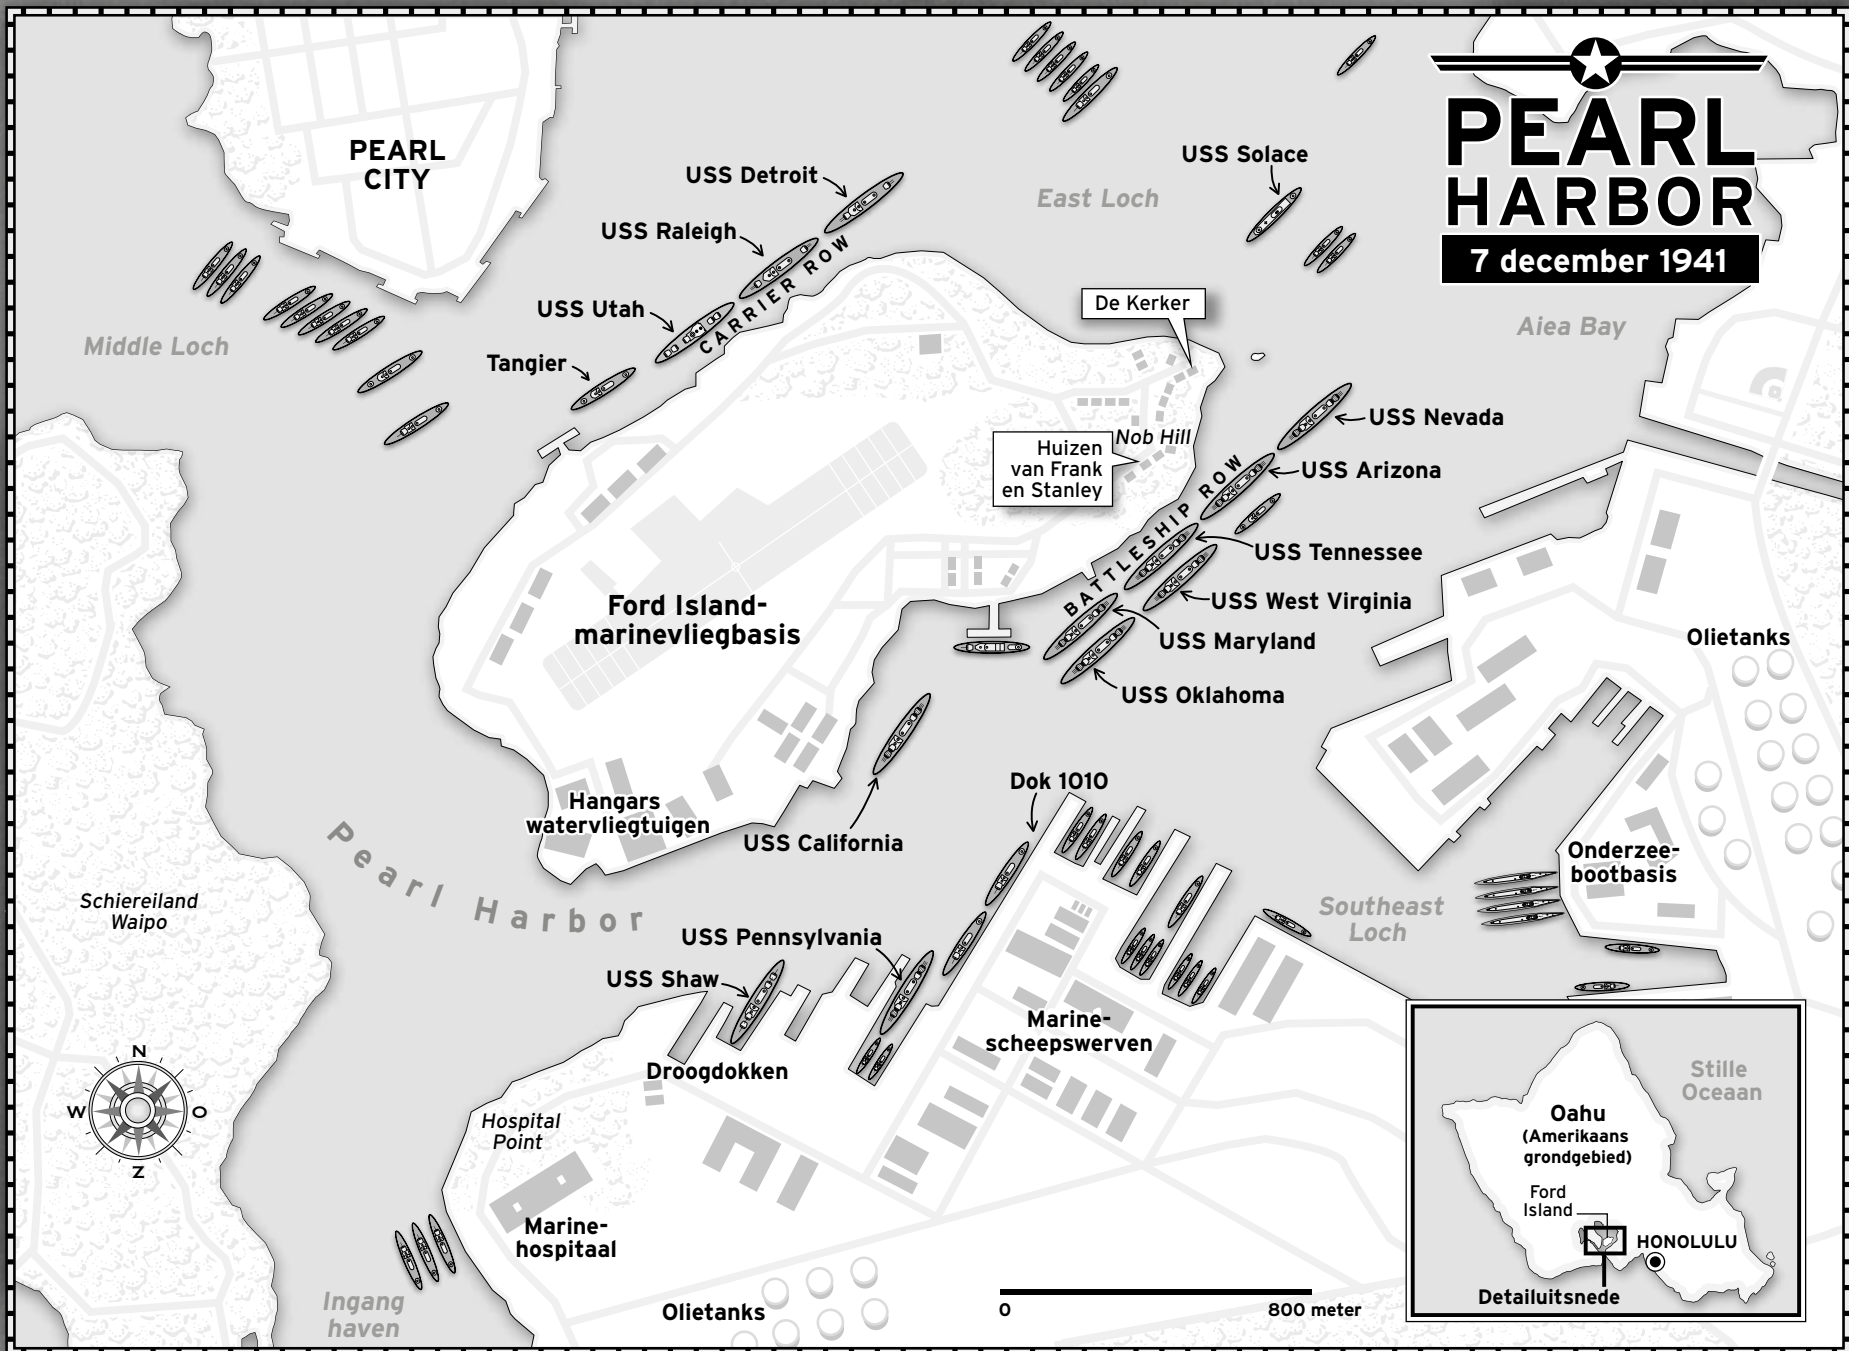 PEARL
HARBOR
7 december 1941
PEARL
CITY
USS Detroit
USS Raleigh
USS Utah
Tangier
CARRIER ROW
East Loch
USS Solace
Middle Loch
Aiea Bay
De Kerker
Nob Hill
Huizen
van Frank
en Stanley
USS Nevada
USS Arizona
BATTLESHIP ROW
USS Tennessee
USS West Virginia
USS Maryland
USS Oklahoma
Ford Island-
marinevliegbasis
Olietanks
Hangars
watervliegtuigen
USS California
Dok 1010
Pearl Harbor
Onderzee-
bootbasis
Schiereiland
Waipo
Southeast
Loch
USS Pennsylvania
USS Shaw
Marine-
scheepswerven
Droogdokken
N
W
O
Z
Hospital
Point
Marine-
hospitaal
Ingang
haven
Olietanks
0
800 meter
Stille
Oceaan
Oahu
(Amerikaans
grondgebied)
Ford
Island
HONOLULU
Detailuitsnede